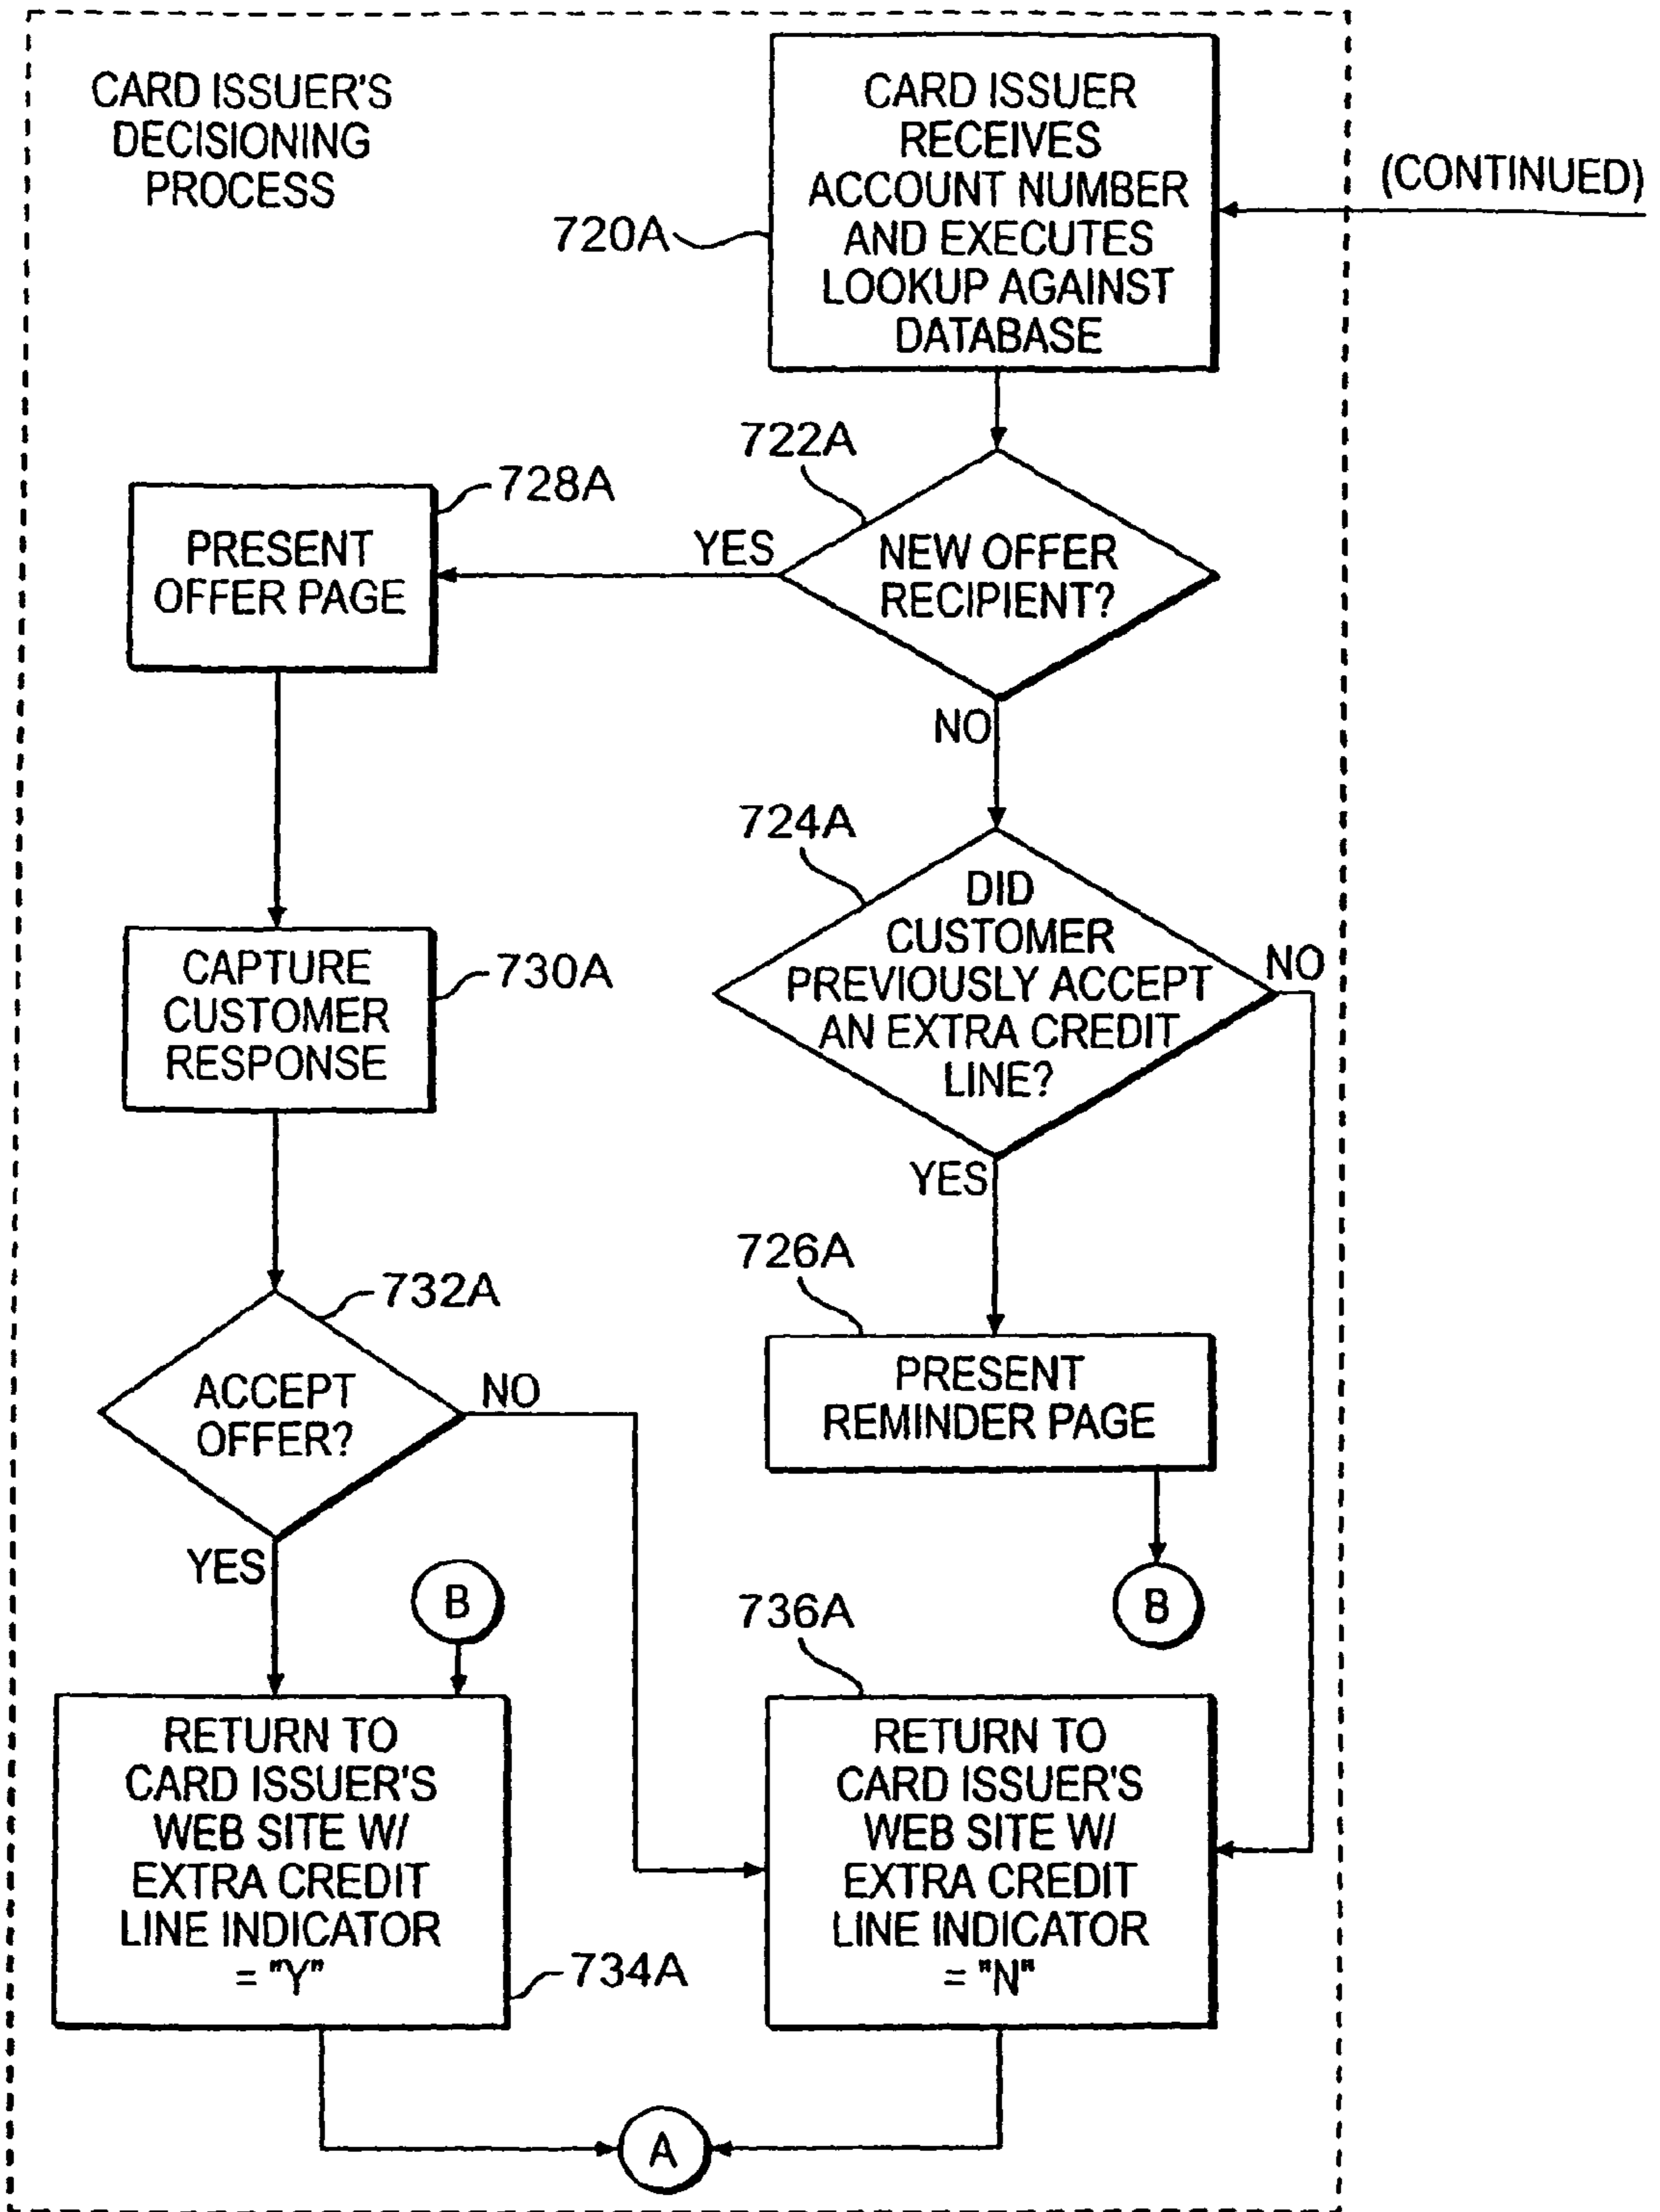 CARD ISSUER'S
DECISIONING
PROCESS
CARD ISSUER
RECEIVES
ACCOUNT NUMBER
AND EXECUTES
LOOKUP AGAINST
DATABASE
720A
(CONTINUED)
722A
NEW OFFER
RECIPIENT?
YES
NO
728A
PRESENT
OFFER PAGE
724A
DID
CUSTOMER
PREVIOUSLY ACCEPT
AN EXTRA CREDIT
LINE?
NO
YES
730A
CAPTURE
CUSTOMER
RESPONSE
726A
PRESENT
REMINDER PAGE
B
732A
ACCEPT
OFFER?
NO
YES
B
RETURN TO
CARD ISSUER'S
WEB SITE W/
EXTRA CREDIT
LINE INDICATOR
= "Y"
734A
736A
RETURN TO
CARD ISSUER'S
WEB SITE W/
EXTRA CREDIT
LINE INDICATOR
= "N"
A